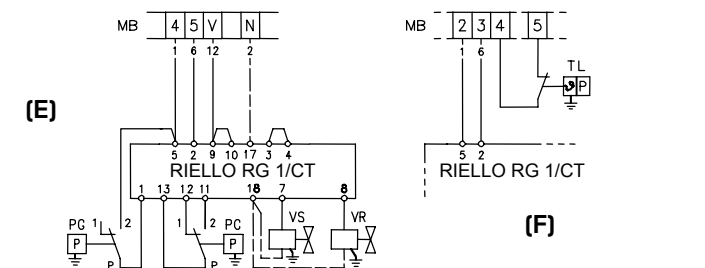 MB 4 5 V N
1 6 12 2
(E)
5 2 9 10 17 3 4
RIELLO RG 1/CT
1 13 12 11 18 7 8
PG P 1 2 P
1 2 PC P P
VS
VR
MB 2 3 4 5
1 6
TL
P
5 2
RIELLO RG 1/CT
(F)